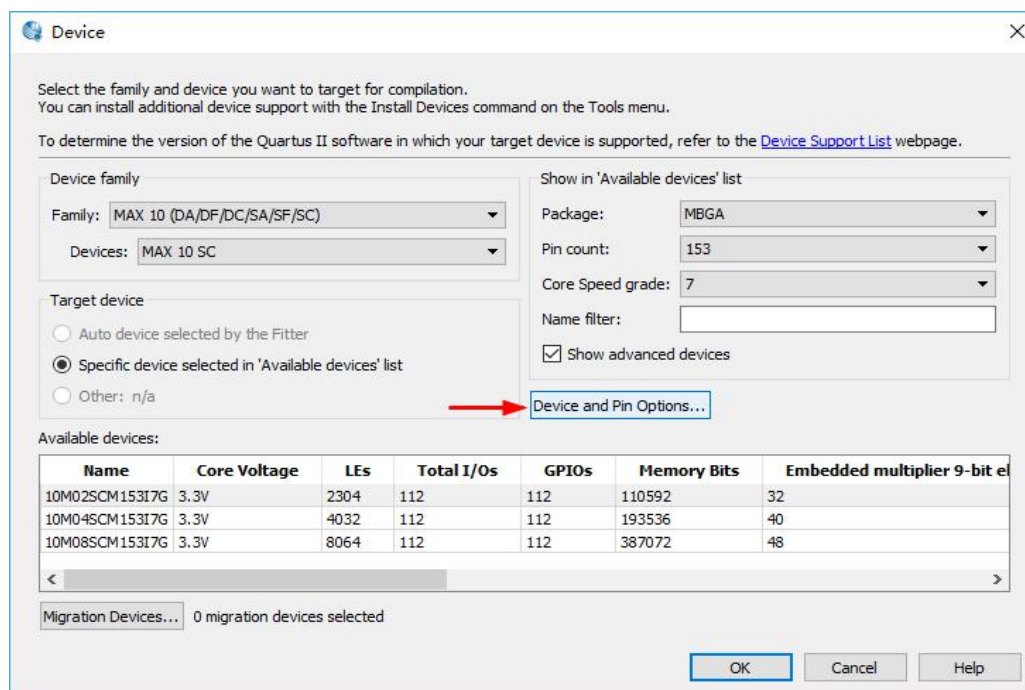 Device
Select the family and device you want to target for compilation.
You can install additional device support with the Install Devices command on the Tools menu.
To determine the version of the Quartus II software in which your target device is supported, refer to the Device Support List webpage.
Device family
Family: MAX 10 (DA/DF/DC/SA/SF/SC)
Devices: MAX 10 SC
Target device
Auto device selected by the Fitter
Specific device selected in 'Available devices' list
Other: n/a
Show in 'Available devices' list
Package: MBGA
Pin count: 153
Core Speed grade: 7
Name filter:
Show advanced devices
Device and Pin Options...
Available devices:
Name Core Voltage LEs Total I/Os GPIOs Memory Bits Embedded multiplier 9-bit el
10M02SCM153I7G 3.3V 2304 112 112 110592 32
10M04SCM153I7G 3.3V 4032 112 112 193536 40
10M08SCM153I7G 3.3V 8064 112 112 387072 48
Migration Devices... 0 migration devices selected
OK Cancel Help